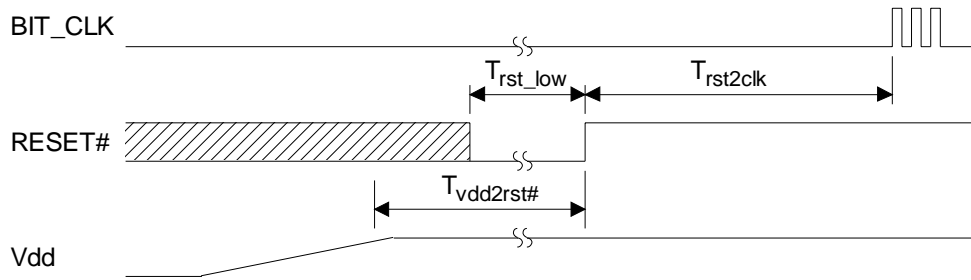 BIT_CLK
Trst_low
Trst2clk
RESET#
Tvdd2rst#
Vdd